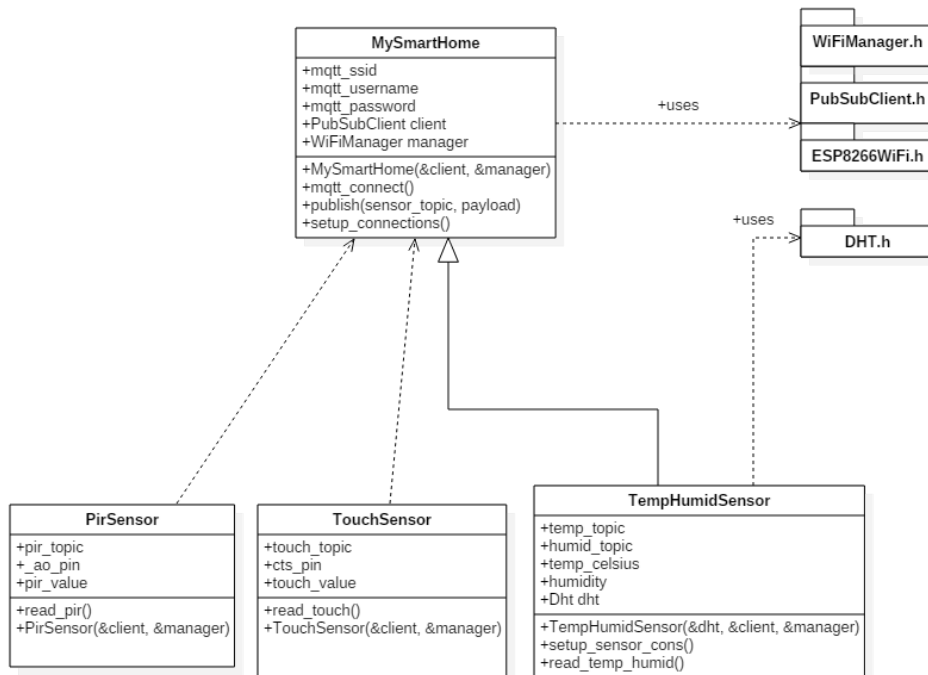 MySmartHome
+mqtt_ssid
+mqtt_username
+mqtt_password
+PubSubClient client
+WiFiManager manager
+MySmartHome(&client, &manager)
+mqtt_connect()
+publish(sensor_topic, payload)
+setup_connections()
+uses
WiFiManager.h
PubSubClient.h
ESP8266WiFi.h
+uses
DHT.h
PirSensor
+pir_topic
+_ao_pin
+pir_value
+read_pir()
+PirSensor(&client, &manager)
TouchSensor
+touch_topic
+cts_pin
+touch_value
+read_touch()
+TouchSensor(&client, &manager)
TempHumidSensor
+temp_topic
+humid_topic
+temp_celsius
+humidity
+Dht dht
+TempHumidSensor(&dht, &client, &manager)
+setup_sensor_cons()
+read_temp_humid()